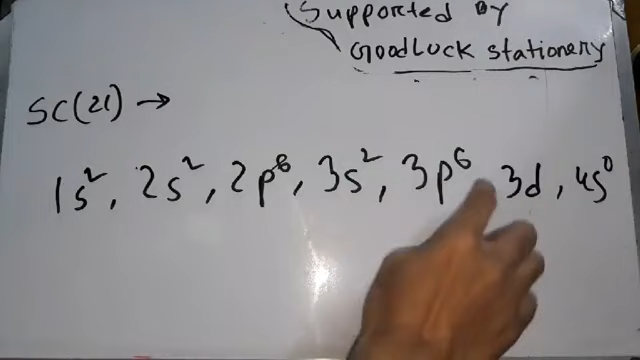 Supported By
Goodluck stationery
SC(21) →
1s², 2s², 2p⁶, 3s², 3p⁶, 3d, 4s⁰